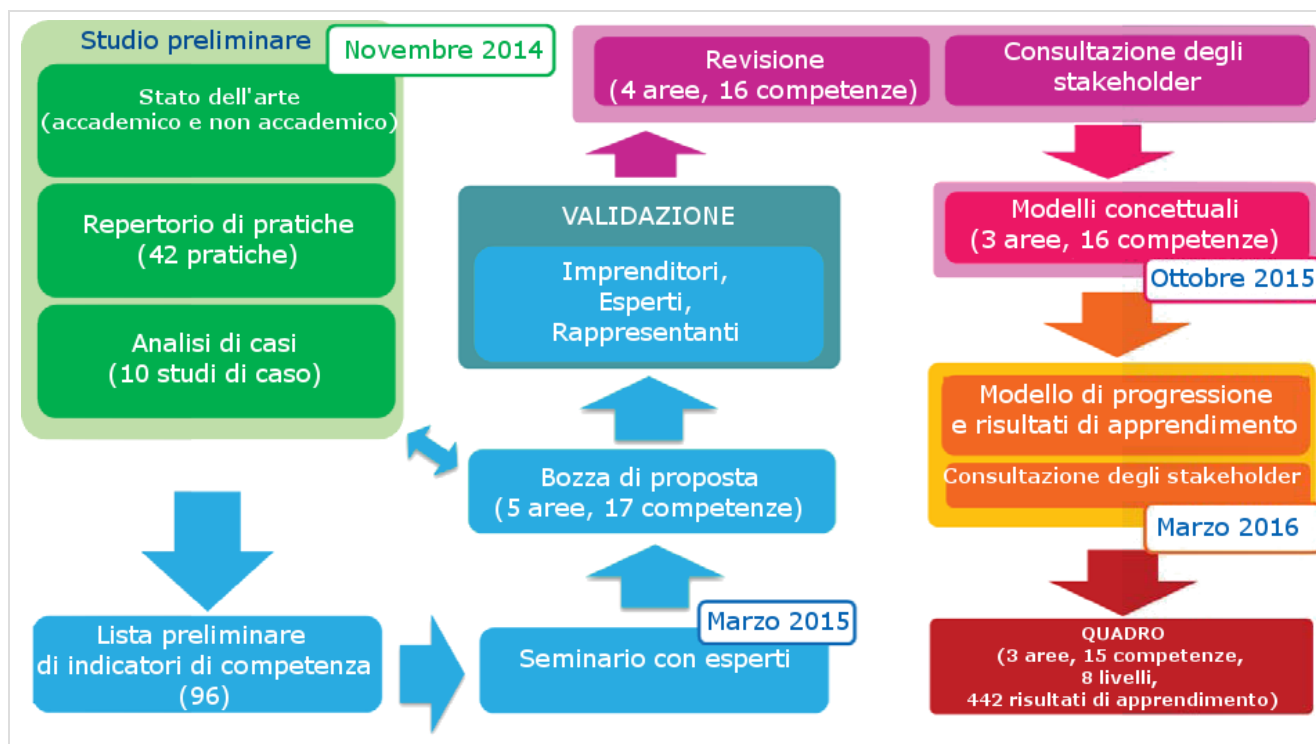 Studio preliminare
Novembre 2014
Stato dell'arte
(accademico e non accademico)
Repertorio di pratiche
(42 pratiche)
Analisi di casi
(10 studi di caso)
Lista preliminare
di indicatori di competenza
(96)
Seminario con esperti
Marzo 2015
Bozza di proposta
(5 aree, 17 competenze)
VALIDAZIONE
Imprenditori,
Esperti,
Rappresentanti
Revisione
(4 aree, 16 competenze)
Consultazione degli
stakeholder
Modelli concettuali
(3 aree, 16 competenze)
Ottobre 2015
Modello di progressione
e risultati di apprendimento
Consultazione degli stakeholder
Marzo 2016
QUADRO
(3 aree, 15 competenze,
8 livelli,
442 risultati di apprendimento)